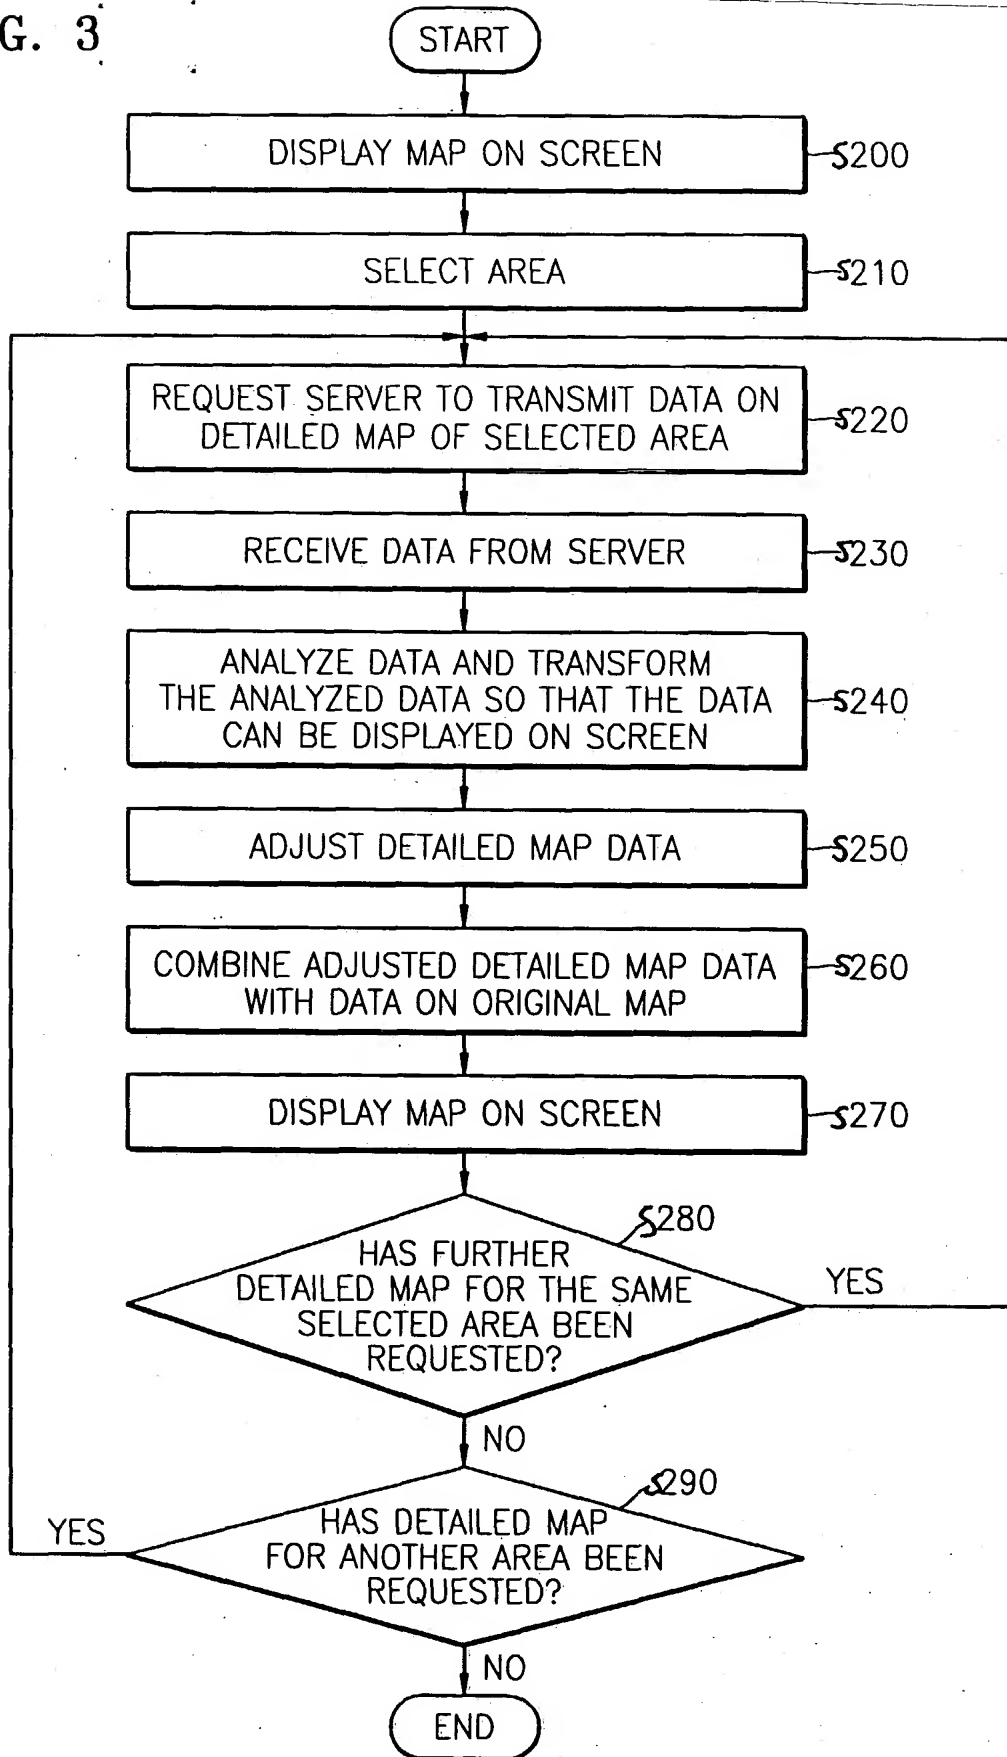 G. 3
START
DISPLAY MAP ON SCREEN
S200
SELECT AREA
S210
REQUEST SERVER TO TRANSMIT DATA ON
DETAILED MAP OF SELECTED AREA
S220
RECEIVE DATA FROM SERVER
S230
ANALYZE DATA AND TRANSFORM
THE ANALYZED DATA SO THAT THE DATA
CAN BE DISPLAYED ON SCREEN
S240
ADJUST DETAILED MAP DATA
S250
COMBINE ADJUSTED DETAILED MAP DATA
WITH DATA ON ORIGINAL MAP
S260
DISPLAY MAP ON SCREEN
S270
S280
HAS FURTHER
DETAILED MAP FOR THE SAME
SELECTED AREA BEEN
REQUESTED?
YES
NO
S290
HAS DETAILED MAP
FOR ANOTHER AREA BEEN
REQUESTED?
YES
NO
END